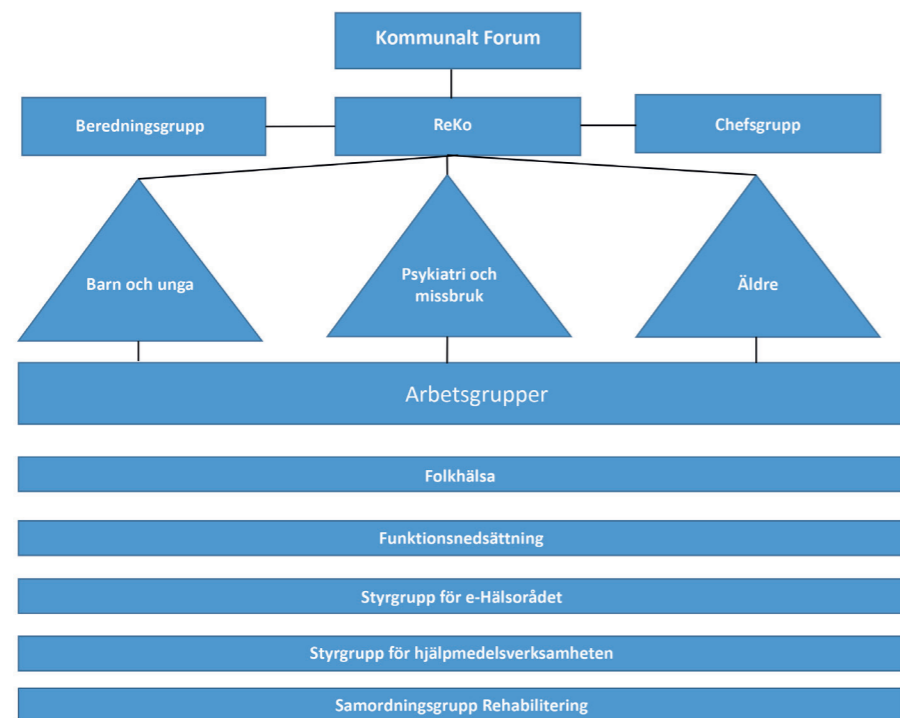 Kommunalt Forum
Beredningsgrupp
ReKo
Chefsgrupp
Barn och unga
Psykiatri och
missbruk
Äldre
Arbetsgrupper
Folkhälsa
Funktionsnedsättning
Styrgrupp för e-Hälsorådet
Styrgrupp för hjälpmedelsverksamheten
Samordningsgrupp Rehabilitering